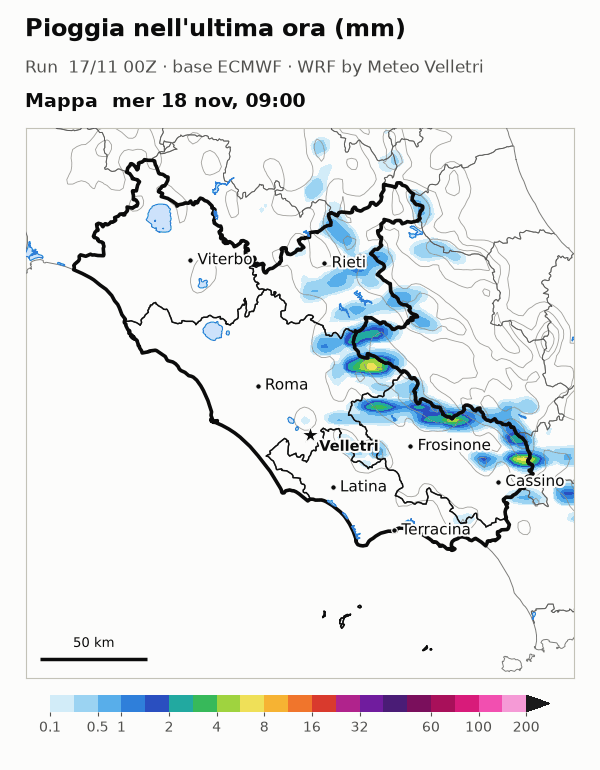 Pioggia nell'ultima ora (mm)
Run 17/11 00Z · base ECMWF · WRF by Meteo Velletri
Mappa mer 18 nov, 09:00
Viterbo
Rieti
Roma
Velletri
Frosinone
Cassino
Latina
Terracina
50 km
0.1 0.5 1 2 4 8 16 32 60 100 200